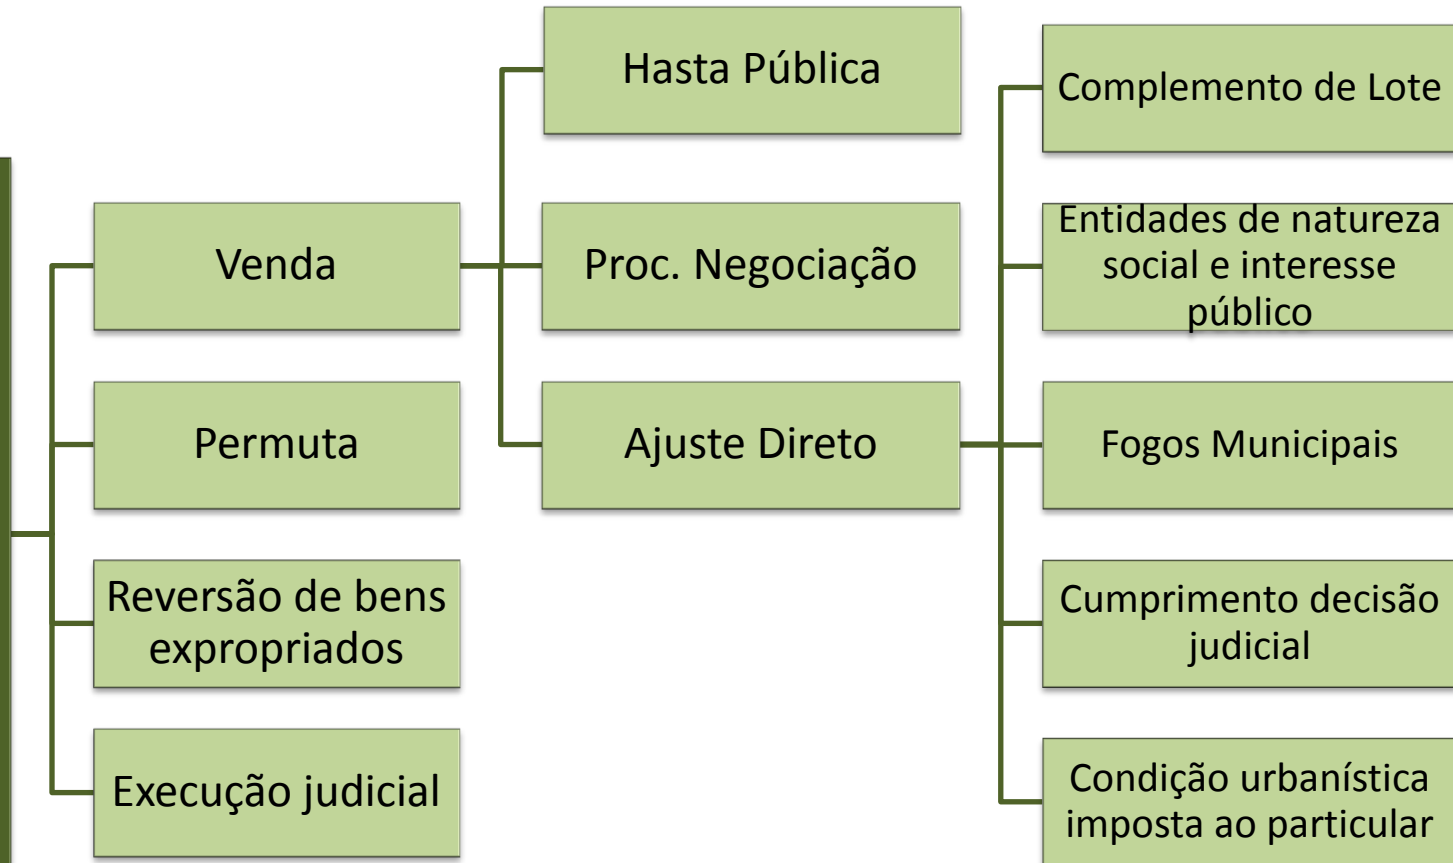 Venda
Permuta
Reversão de bens
expropriados
Execução judicial
Hasta Pública
Proc. Negociação
Ajuste Direto
Complemento de Lote
Entidades de natureza
social e interesse
público
Fogos Municipais
Cumprimento decisão
judicial
Condição urbanística
imposta ao particular